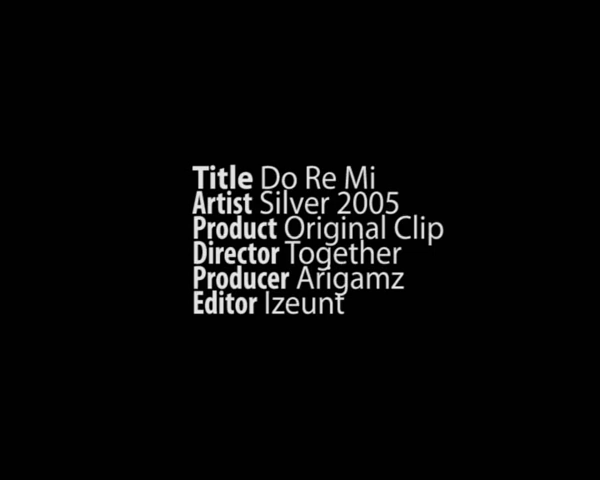 Title Do Re Mi
Artist Silver 2005
Product Original Clip
Director Together
Producer Arigamz
Editor Izeunt